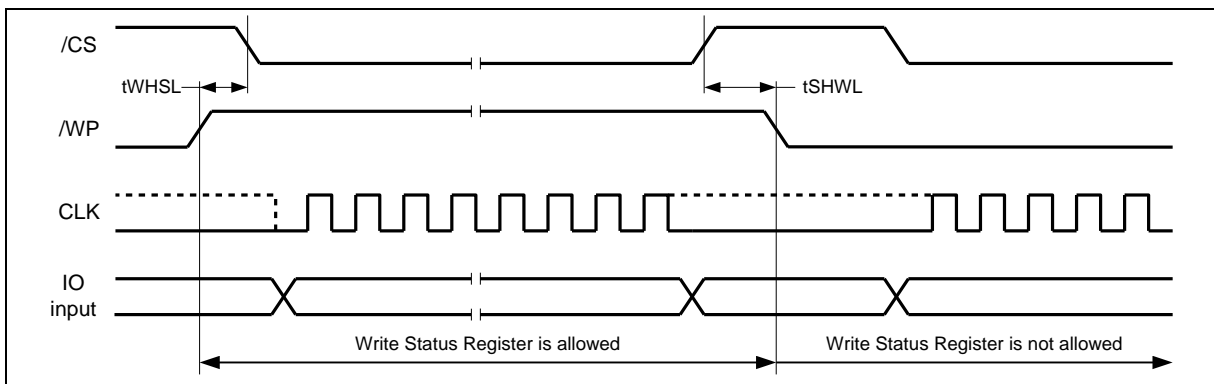 /CS
tWHSL
tSHWL
/WP
CLK
IO
input
Write Status Register is allowed
Write Status Register is not allowed